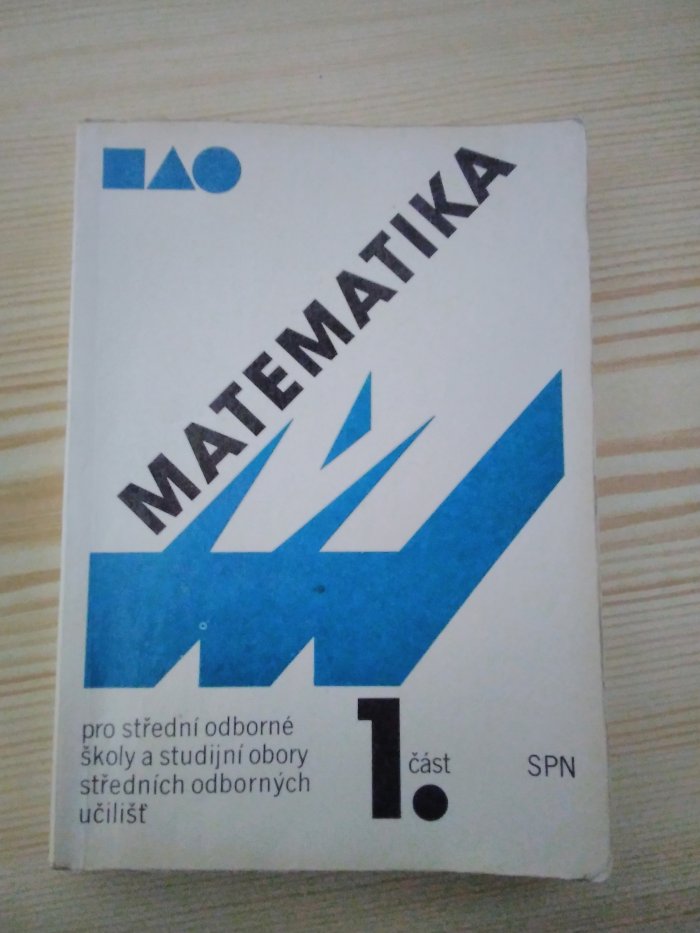 MATEMATIKA
pro střední odborné
školy a studijní obory
středních odborných
učilišť
1. část
SPN